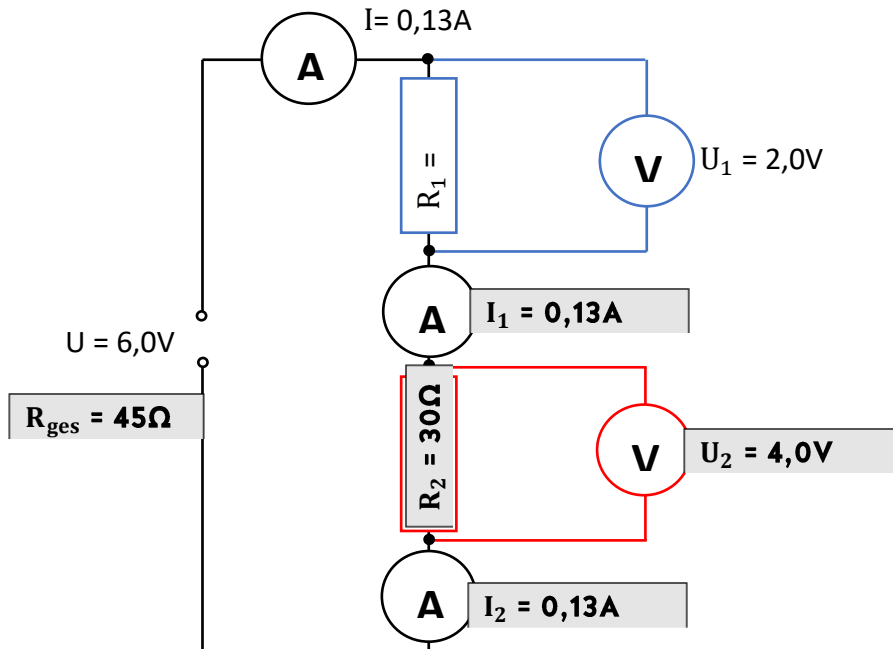 I= 0,13A
A
R₁ =
V
U₁ = 2,0V
A
I₁ = 0,13A
U = 6,0V
R_ges = 45Ω
R₂ = 30Ω
V
U₂ = 4,0V
A
I₂ = 0,13A